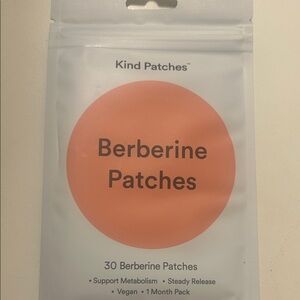 Kind Patches™
Berberine
Patches
30 Berberine Patches
• Support Metabolism • Steady Release
• Vegan • 1 Month Pack